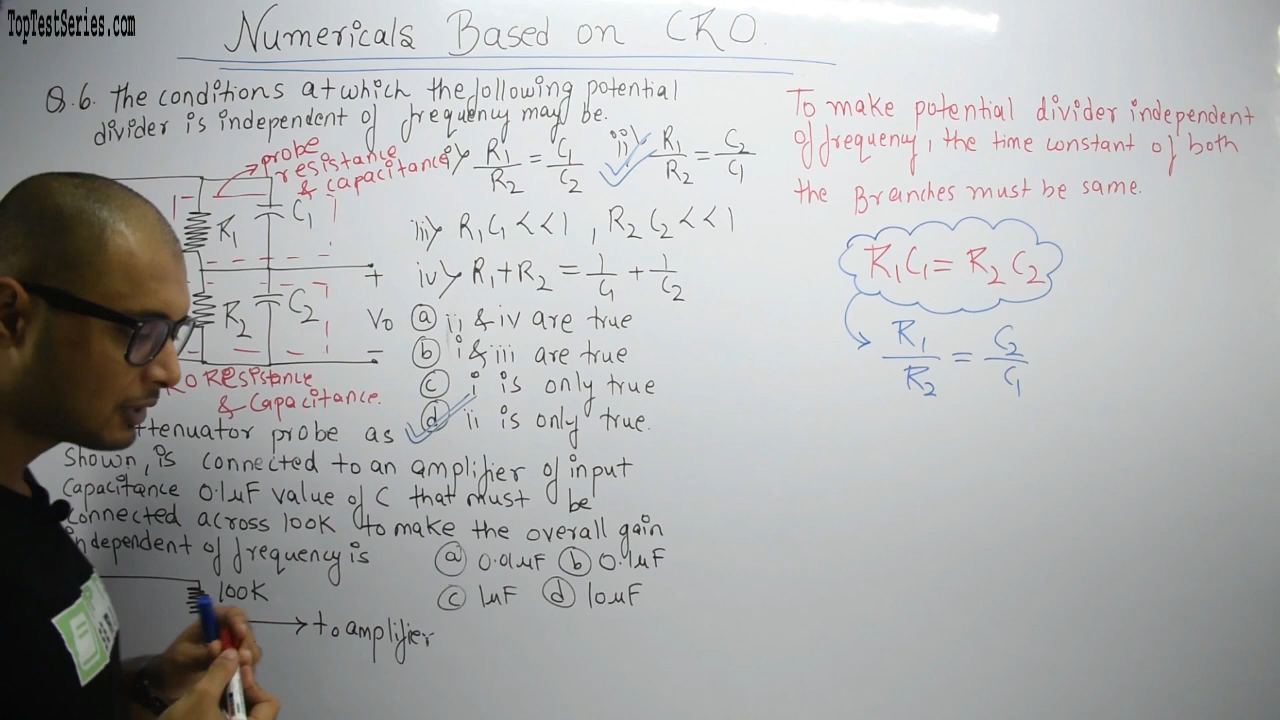 TopTestSeries.com
Numericals Based on CRO.
Q.6. The conditions at which the following potential
divider is independent of frequency may be.
probe
resistance
& capacitance
i> R1/R2 = C1/C2
ii> R1/R2 = C2/C1
iii> R1C1 << 1 , R2C2 << 1
iv> R1+R2 = 1/C1 + 1/C2
R1
C1
R2
C2
+
Vo
-
RO Resistance
& Capacitance.
(a) ii & iv are true
(b) i & iii are true
(c) i is only true
(d) ii is only true.
ttenuator probe as
shown, is connected to an amplifier of input
Capacitance 0.1uF value of C that must be
Connected across 100K to make the overall gain
independent of frequency is
(a) 0.01uF (b) 0.1uF
(c) 1uF (d) 10uF
100K
to amplifier
To make potential divider independent
of frequency, the time constant of both
the Branches must be same.
R1C1 = R2C2
R1/R2 = C2/C1